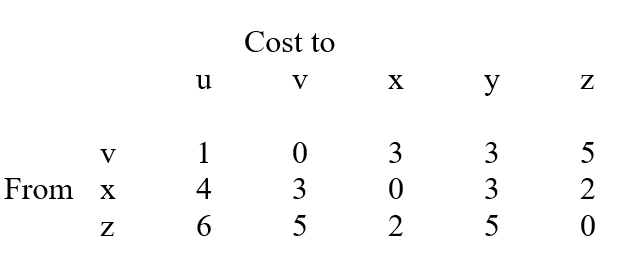 Cost to
u v x y z
v 1 0 3 3 5
From x 4 3 0 3 2
z 6 5 2 5 0